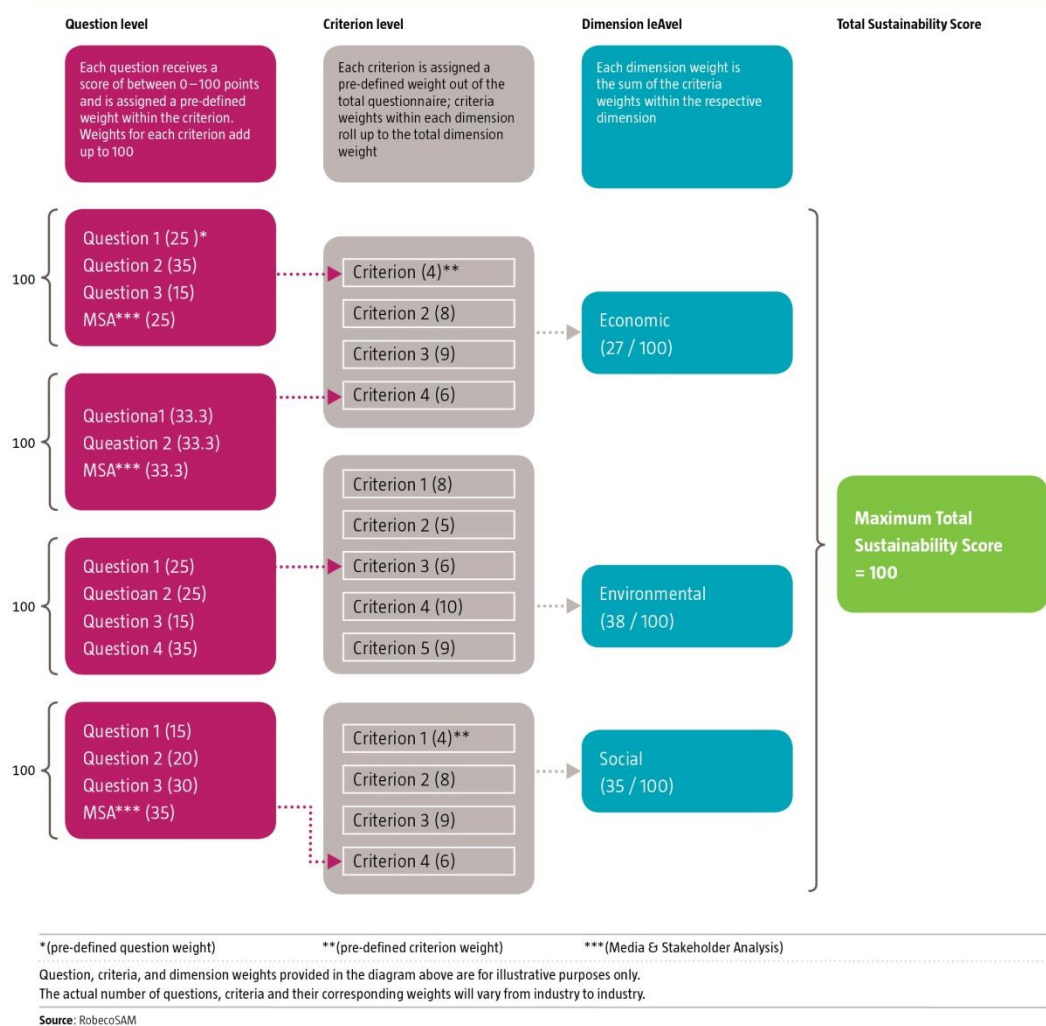 Question level
Criterion level
Dimension leAvel
Total Sustainability Score
Each question receives a
score of between 0–100 points
and is assigned a pre-defined
weight within the criterion.
Weights for each criterion add
up to 100
Each criterion is assigned a
pre-defined weight out of the
total questionnaire; criteria
weights within each dimension
roll up to the total dimension
weight
Each dimension weight is
the sum of the criteria
weights within the respective
dimension
100
Question 1 (25 )*
Question 2 (35)
Question 3 (15)
MSA*** (25)
Criterion (4)**
Criterion 2 (8)
Criterion 3 (9)
Criterion 4 (6)
Economic
(27 / 100)
100
Questiona1 (33.3)
Queastion 2 (33.3)
MSA*** (33.3)
Criterion 1 (8)
Criterion 2 (5)
Criterion 3 (6)
Criterion 4 (10)
Criterion 5 (9)
Maximum Total
Sustainability Score
= 100
100
Question 1 (25)
Questioan 2 (25)
Question 3 (15)
Question 4 (35)
Environmental
(38 / 100)
100
Question 1 (15)
Question 2 (20)
Question 3 (30)
MSA*** (35)
Criterion 1 (4)**
Criterion 2 (8)
Criterion 3 (9)
Criterion 4 (6)
Social
(35 / 100)
*(pre-defined question weight)
**(pre-defined criterion weight)
***(Media & Stakeholder Analysis)
Question, criteria, and dimension weights provided in the diagram above are for illustrative purposes only.
The actual number of questions, criteria and their corresponding weights will vary from industry to industry.
Source: RobecoSAM